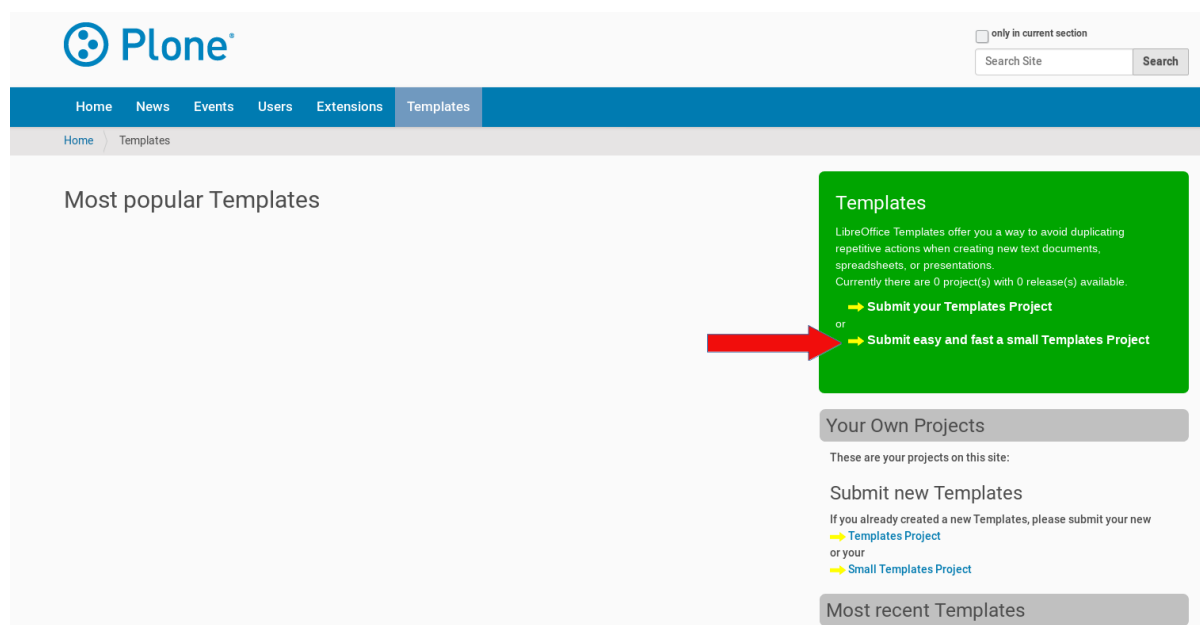 Plone®
only in current section
Search Site
Search
Home News Events Users Extensions Templates
Home Templates
Most popular Templates
Templates
LibreOffice Templates offer you a way to avoid duplicating
repetitive actions when creating new text documents,
spreadsheets, or presentations.
Currently there are 0 project(s) with 0 release(s) available.
Submit your Templates Project
or
Submit easy and fast a small Templates Project
Your Own Projects
These are your projects on this site:
Submit new Templates
If you already created a new Templates, please submit your new
Templates Project
or your
Small Templates Project
Most recent Templates